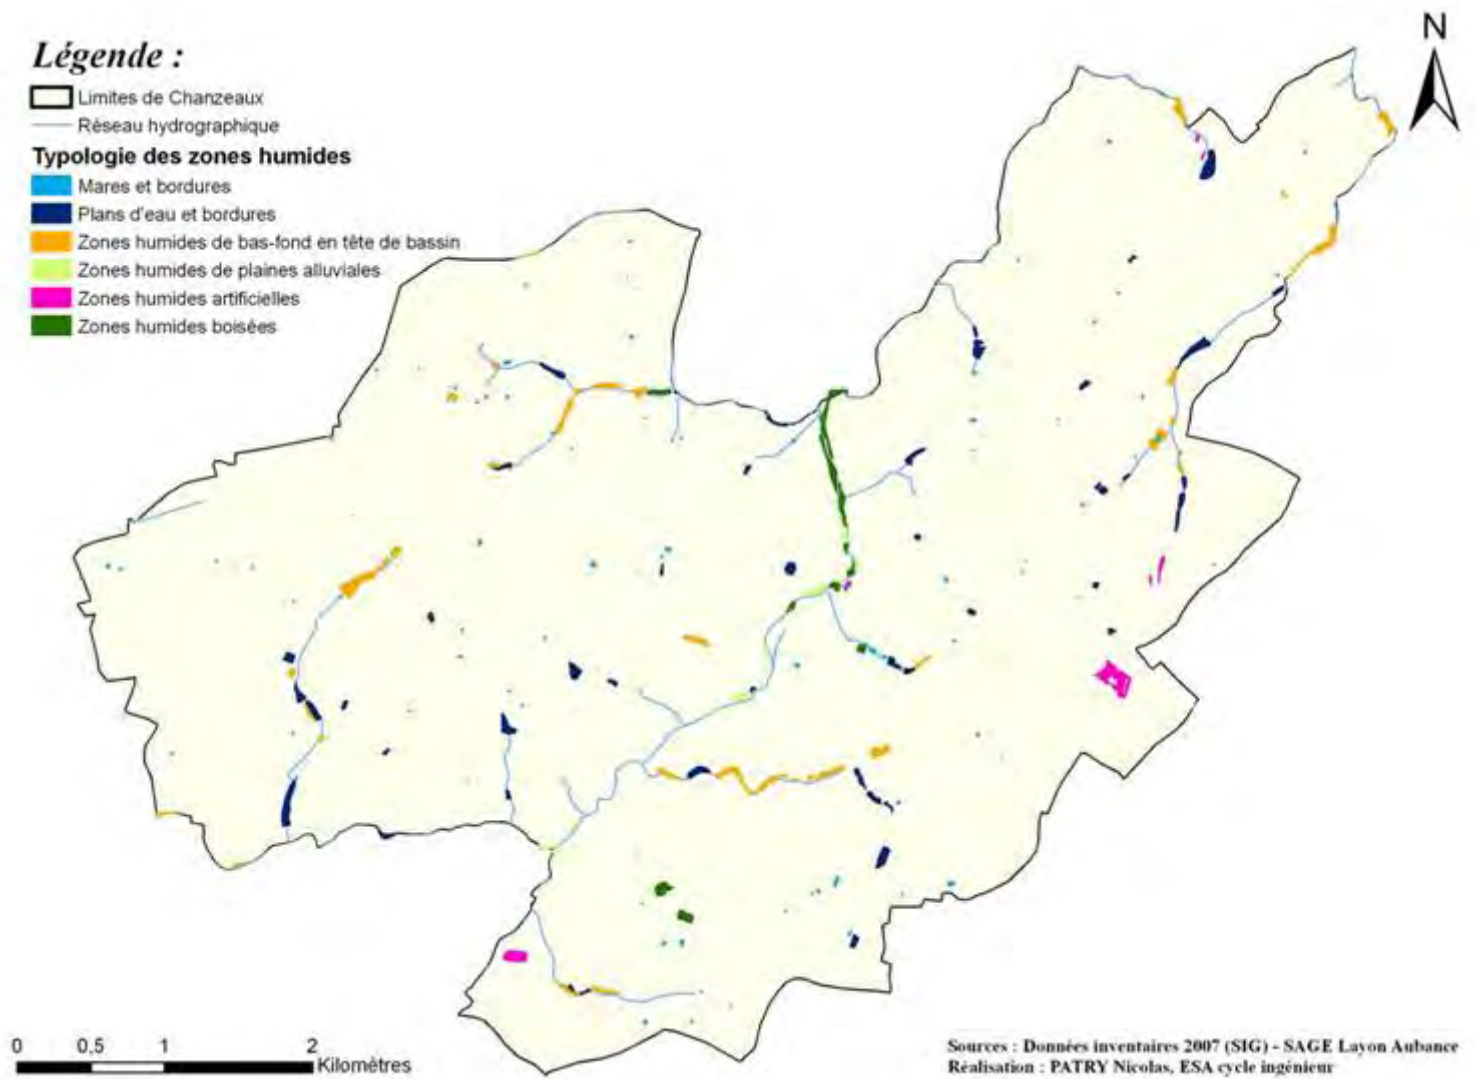 Légende :
Limites de Chanzeaux
Réseau hydrographique
Typologie des zones humides
Mares et bordures
Plans d'eau et bordures
Zones humides de bas-fond en tête de bassin
Zones humides de plaines alluviales
Zones humides artificielles
Zones humides boisées
N
0 0,5 1 2
Kilomètres
Sources : Données inventaires 2007 (SIG) - SAGE Layon Aubance
Réalisation : PATRY Nicolas, ESA cycle ingénieur